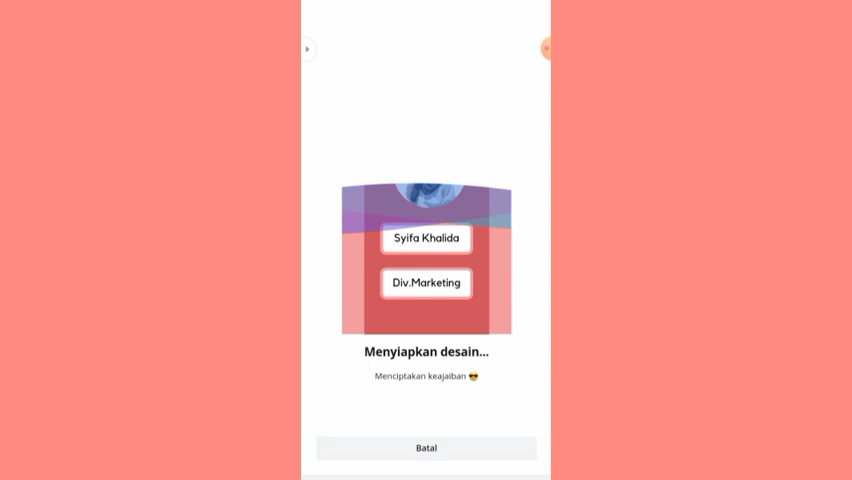 Syifa Khalida
Div.Marketing
Menyiapkan desain...
Menciptakan keajaiban 😎
Batal